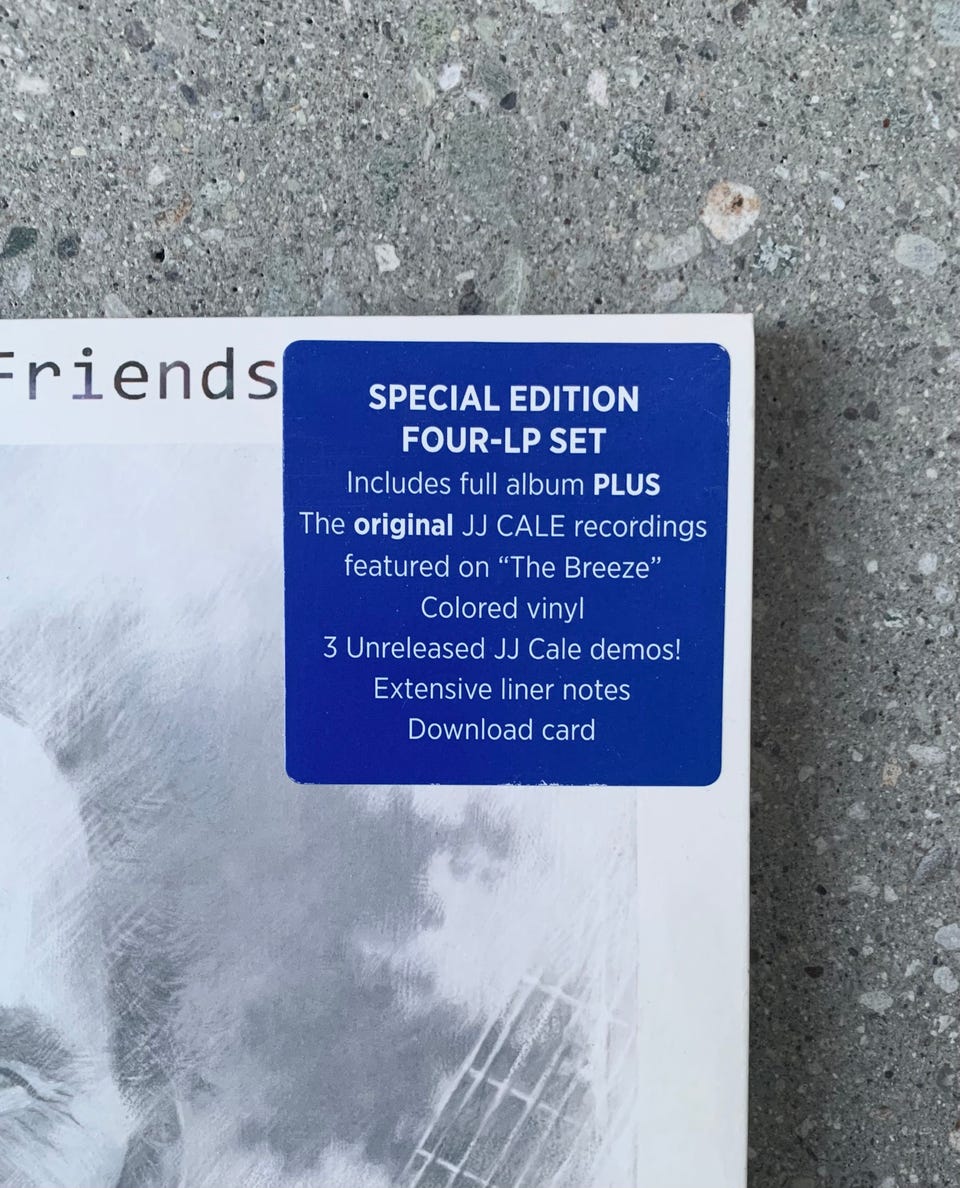 Friends
SPECIAL EDITION
FOUR-LP SET
Includes full album PLUS
The original JJ CALE recordings
featured on “The Breeze”
Colored vinyl
3 Unreleased JJ Cale demos!
Extensive liner notes
Download card